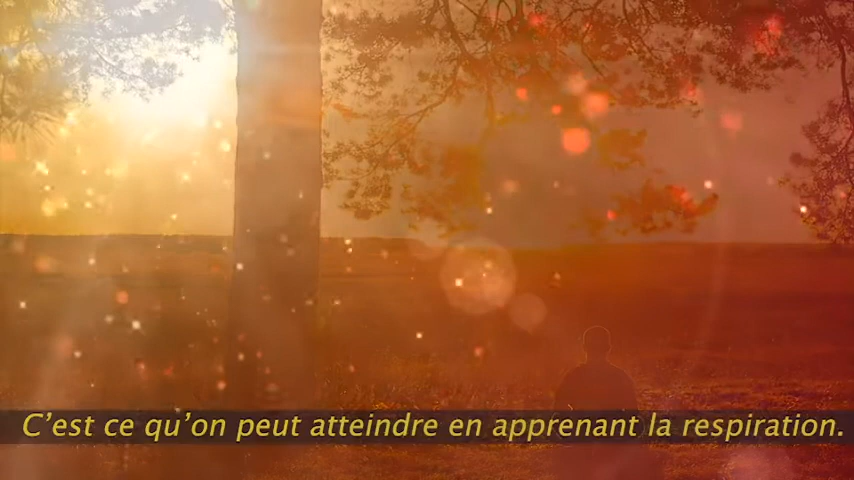 C’est ce qu’on peut atteindre en apprenant la respiration.